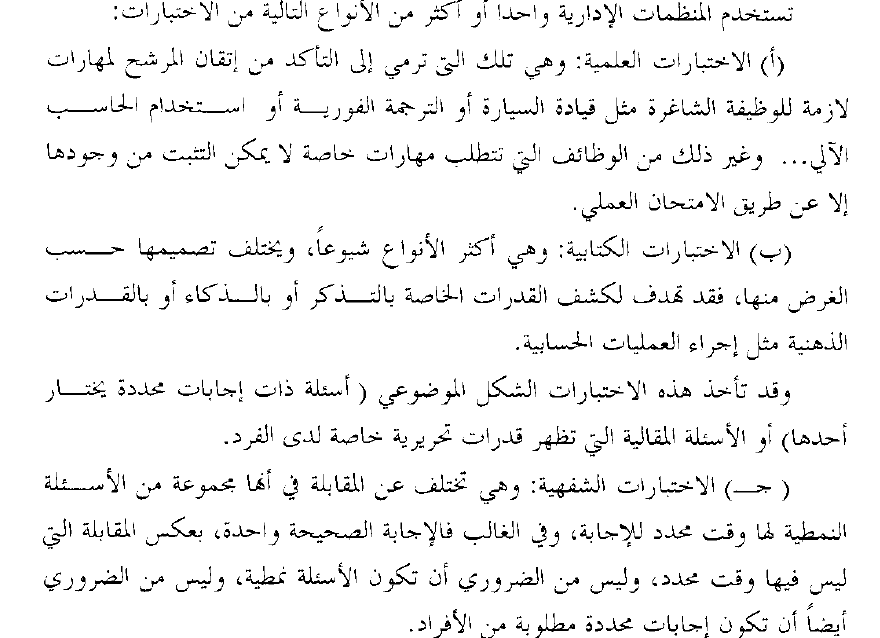 تستخدم المنظمات الإدارية واحدا أو أكثر من الأنواع التالية من الاختبارات:
(أ) الاختبارات العلمية: وهي تلك التي ترمي إلى التأكد من إتقان المرشح لمهارات
لازمة للوظيفة الشاغرة مثل قيادة السيارة أو الترجمة الفورية أو استخدام الحاسب
الآلي... وغير ذلك من الوظائف التي تتطلب مهارات خاصة لا يمكن التثبت من وجودها
إلا عن طريق الامتحان العملي.
(ب) الاختبارات الكتابية: وهي أكثر الأنواع شيوعاً، ويختلف تصميمها حسب
الغرض منها، فقد تهدف لكشف القدرات الخاصة بالتذكر أو بالذكاء أو بالقدرات
الذهنية مثل إجراء العمليات الحسابية.
وقد تأخذ هذه الاختبارات الشكل الموضوعي ( أسئلة ذات إجابات محددة يختار
أحدها) أو الأسئلة المقالية التي تظهر قدرات تحريرية خاصة لدى الفرد.
( جـ) الاختبارات الشفهية: وهي تختلف عن المقابلة في أنها مجموعة من الأسئلة
النمطية لها وقت محدد للإجابة، وفي الغالب فالإجابة الصحيحة واحدة، بعكس المقابلة التي
ليس فيها وقت محدد، وليس من الضروري أن تكون الأسئلة نمطية، وليس من الضروري
أيضاً أن تكون إجابات محددة مطلوبة من الأفراد.